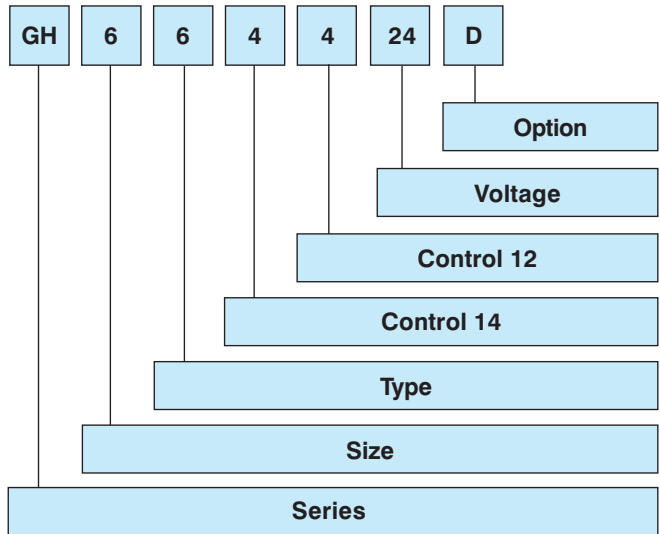 GH 6 6 4 4 24 D
Option
Voltage
Control 12
Control 14
Type
Size
Series